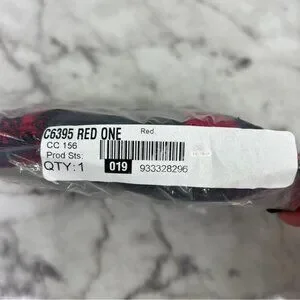 C6395 RED ONE Red
CC 156
Prod Sts:
QTY: 1 019 933328296